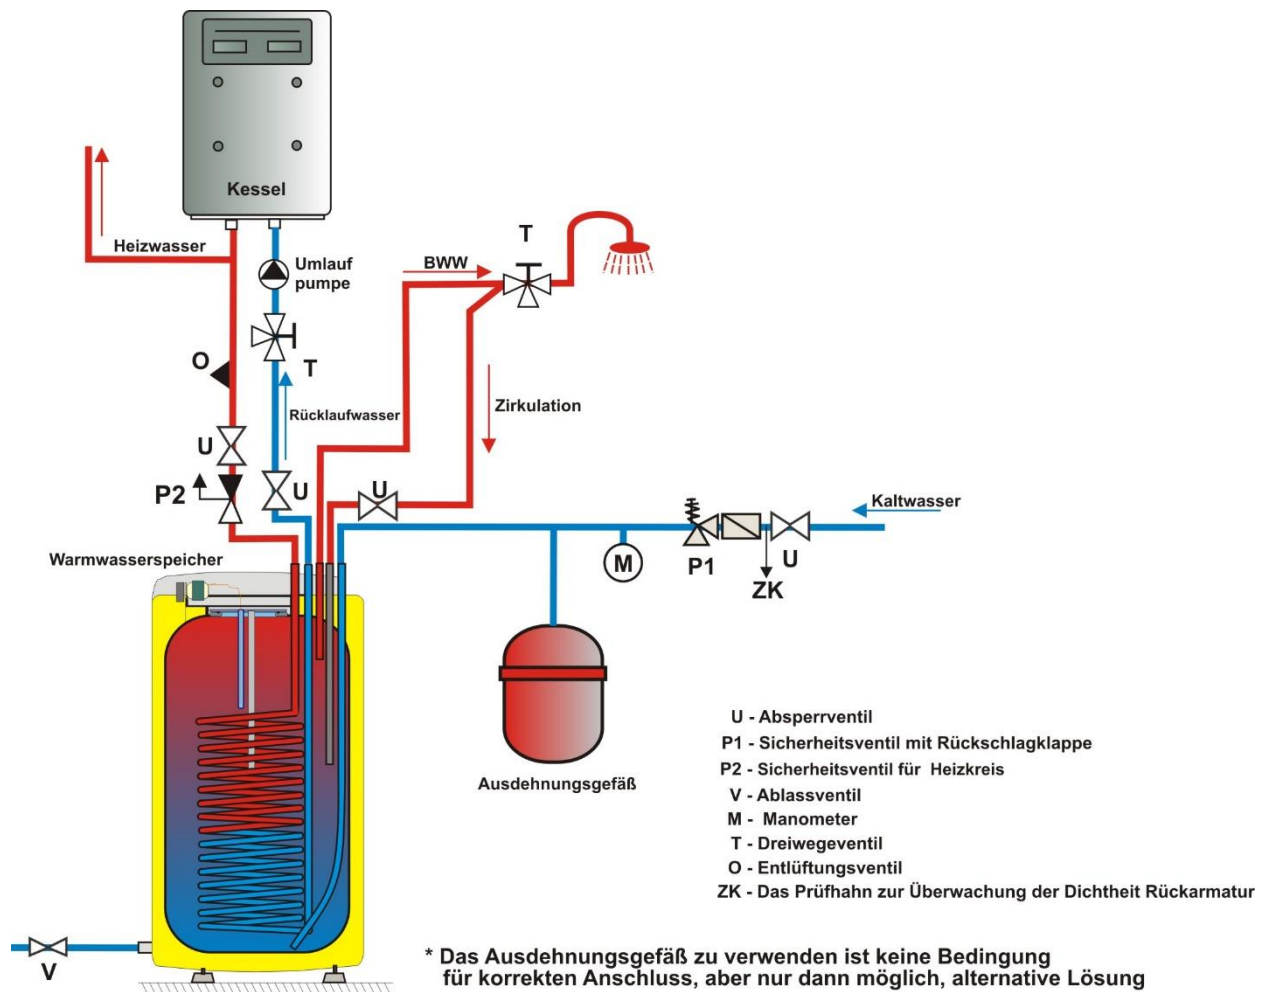 Kessel
T
Heizwasser
BWW
Umlauf
pumpe
O
T
Rücklaufwasser
Zirkulation
U
P2
U
U
Kaltwasser
Warmwasserspeicher
M
P1
U
ZK
Ausdehnungsgefäß
U - Absperrventil
P1 - Sicherheitsventil mit Rückschlagklappe
P2 - Sicherheitsventil für Heizkreis
V - Ablassventil
M - Manometer
T - Dreiwegeventil
O - Entlüftungsventil
ZK - Das Prüfhahn zur Überwachung der Dichtheit Rückarmatur
V
* Das Ausdehnungsgefäß zu verwenden ist keine Bedingung
für korrekten Anschluss, aber nur dann möglich, alternative Lösung